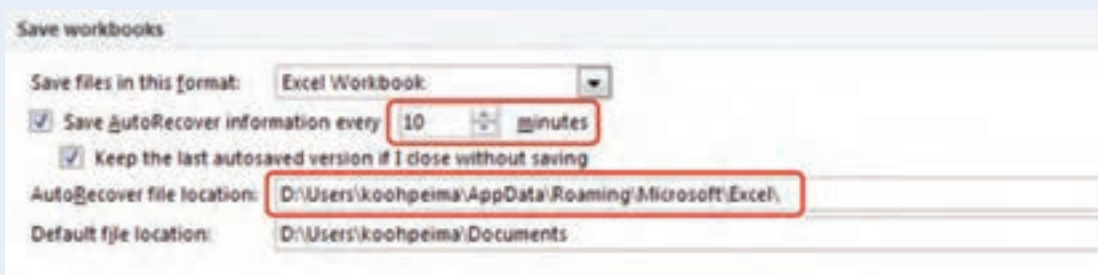 Save workbooks
Save files in this format: Excel Workbook
Save AutoRecover information every 10 minutes
Keep the last autosaved version if I close without saving
AutoRecover file location: D:\Users\koohpeima\AppData\Roaming\Microsoft\Excel\
Default file location: D:\Users\koohpeima\Documents